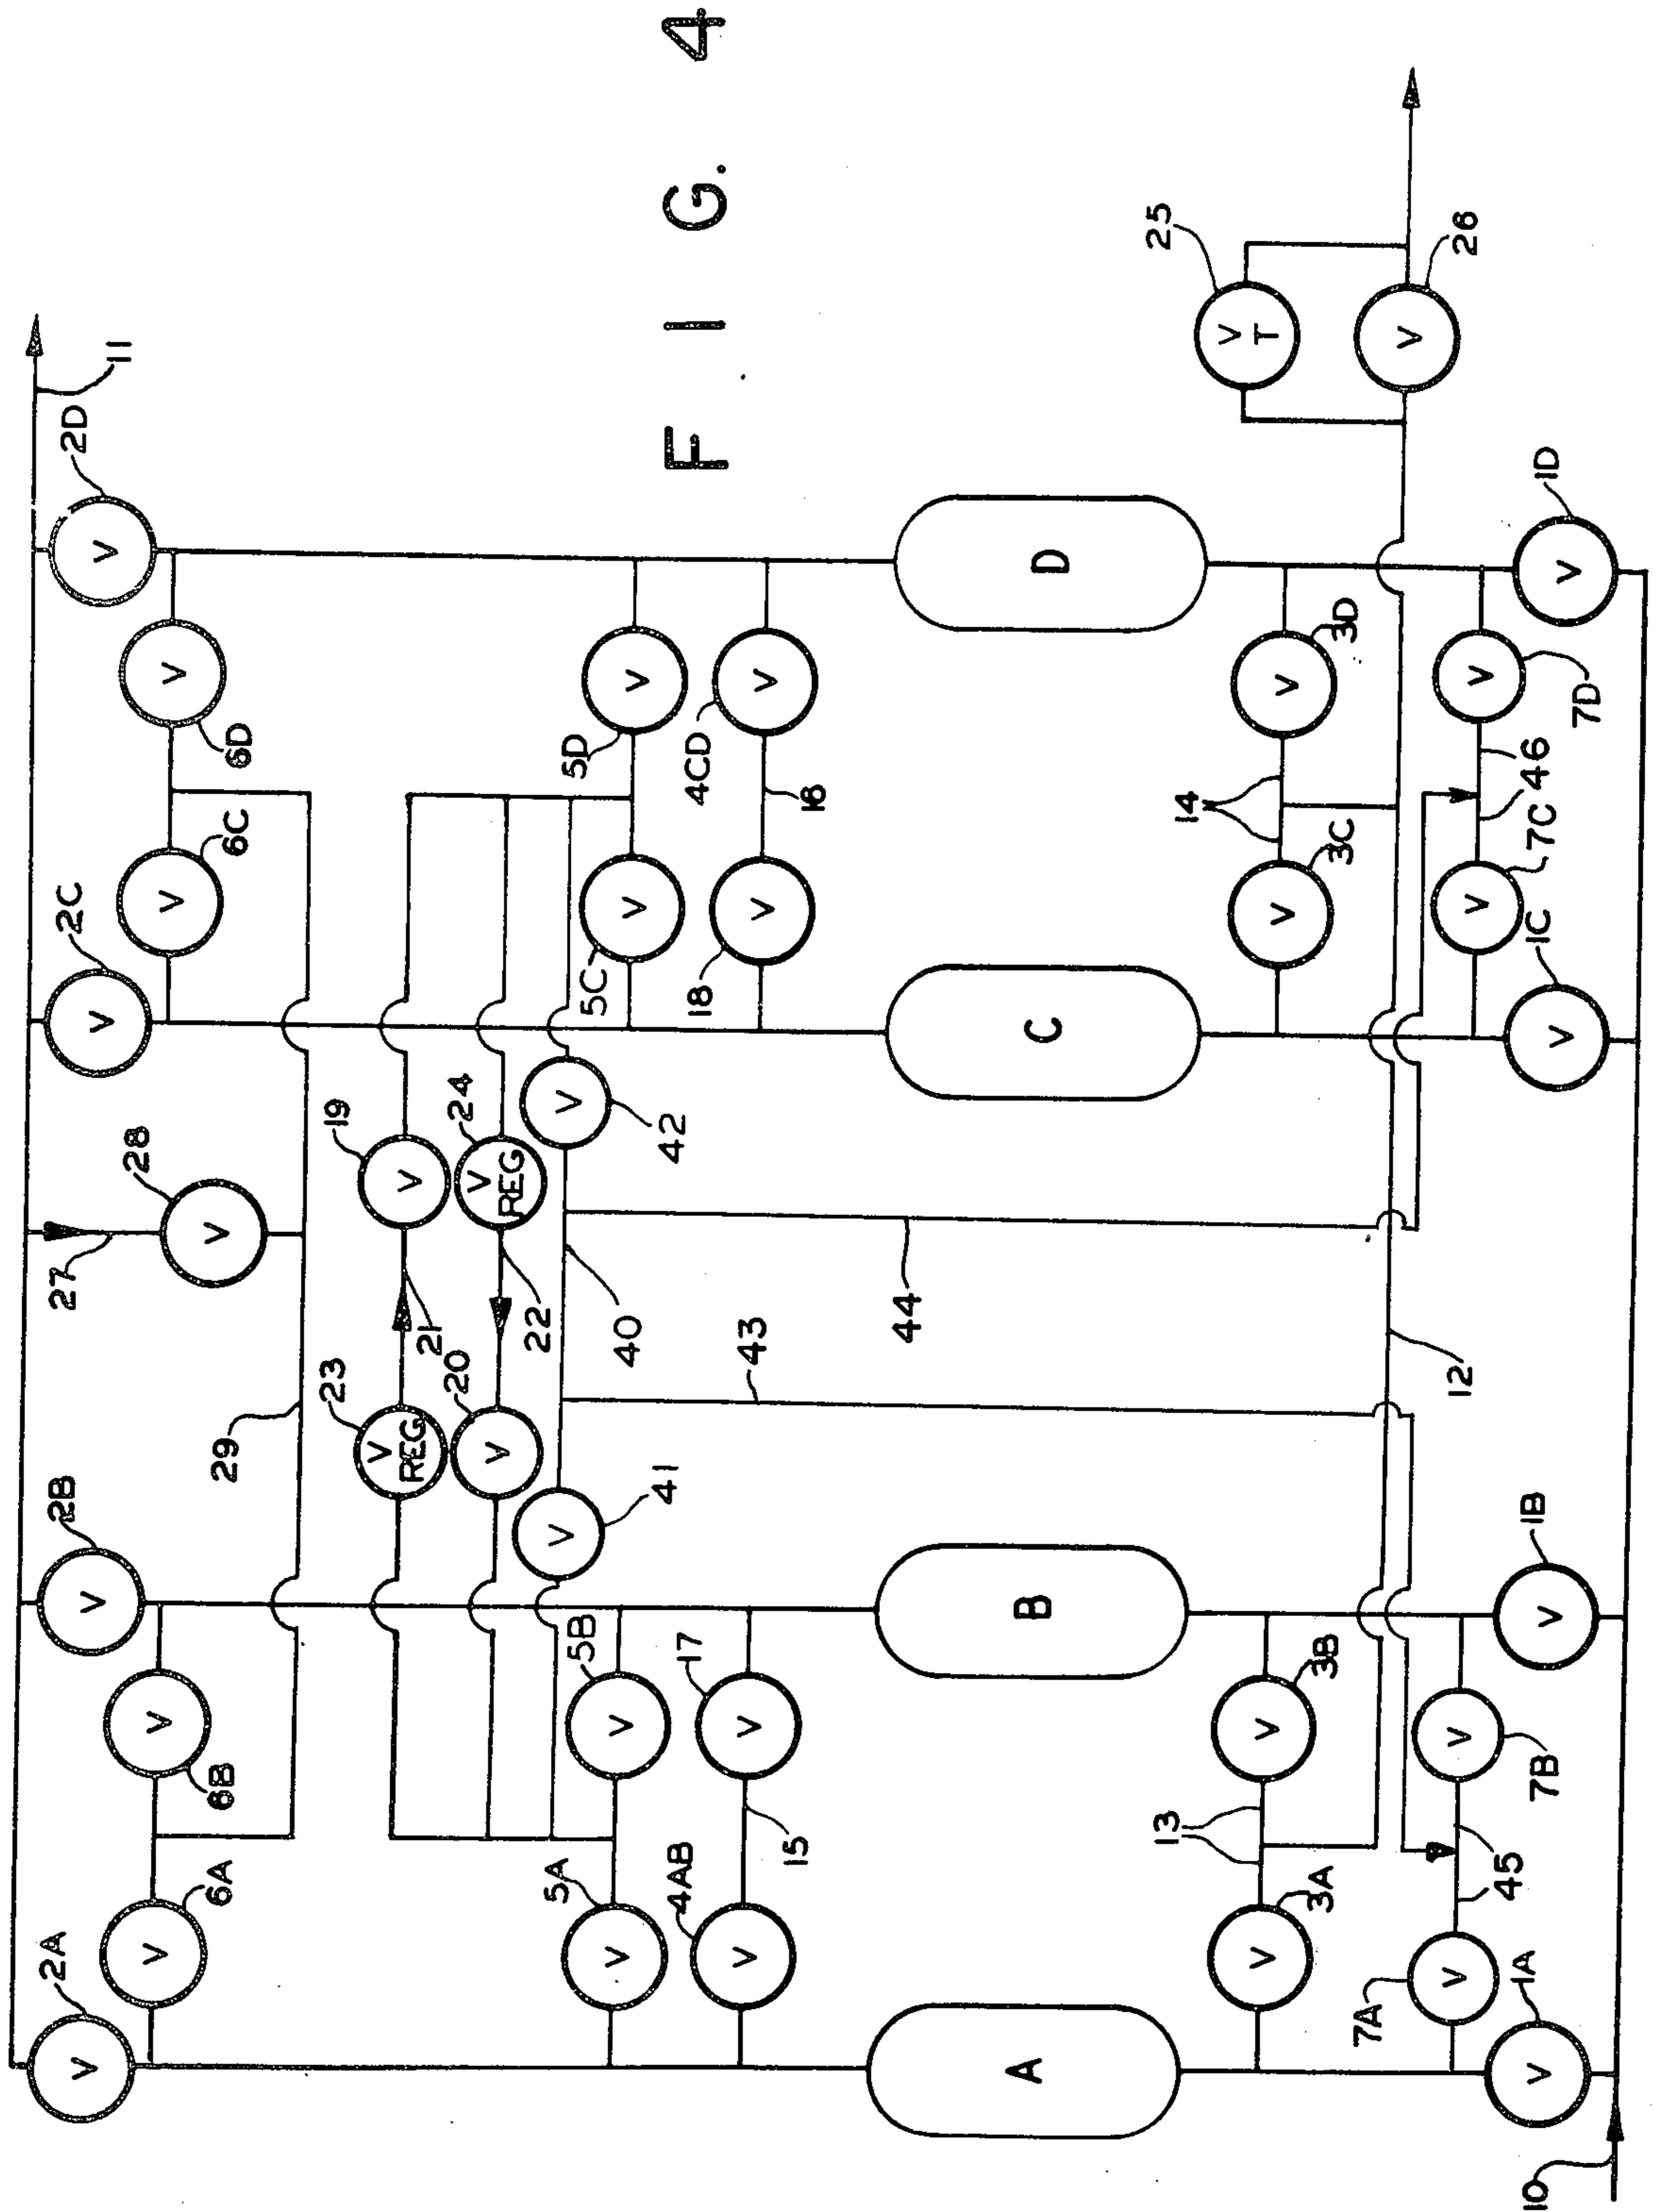 2A
V
2B
V
27
2C
V
2D
V
11
V
6A
V
6B
28
V
V
6C
V
6D
29
23
V
REG
21
19
V
20
V
22
24
V
REG
41
V
40
42
V
5A
V
5B
V
5C
V
5D
V
4AB
V
15
17
V
18
V
16
4CD
V
FIG. 4
43
44
A
B
C
D
V
3A
13
V
3B
V
3C
14
V
3D
25
V
T
V
26
12
7A
V
45
V
7B
V
7C
46
V
7D
10
V
1A
V
1B
V
1C
V
1D